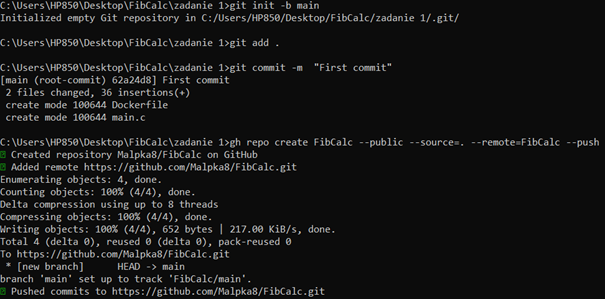 C:\Users\HP850\Desktop\FibCalc\zadanie 1>git init -b main
Initialized empty Git repository in C:/Users/HP850/Desktop/FibCalc/zadanie 1/.git/
C:\Users\HP850\Desktop\FibCalc\zadanie 1>git add .
C:\Users\HP850\Desktop\FibCalc\zadanie 1>git commit -m  "First commit"
[main (root-commit) 62a24d8] First commit
 2 files changed, 36 insertions(+)
 create mode 100644 Dockerfile
 create mode 100644 main.c
C:\Users\HP850\Desktop\FibCalc\zadanie 1>gh repo create FibCalc --public --source=. --remote=FibCalc --push
Created repository Malpka8/FibCalc on GitHub
Added remote https://github.com/Malpka8/FibCalc.git
Enumerating objects: 4, done.
Counting objects: 100% (4/4), done.
Delta compression using up to 8 threads
Compressing objects: 100% (4/4), done.
Writing objects: 100% (4/4), 652 bytes | 217.00 KiB/s, done.
Total 4 (delta 0), reused 0 (delta 0), pack-reused 0
To https://github.com/Malpka8/FibCalc.git
 * [new branch]      HEAD -> main
branch 'main' set up to track 'FibCalc/main'.
Pushed commits to https://github.com/Malpka8/FibCalc.git